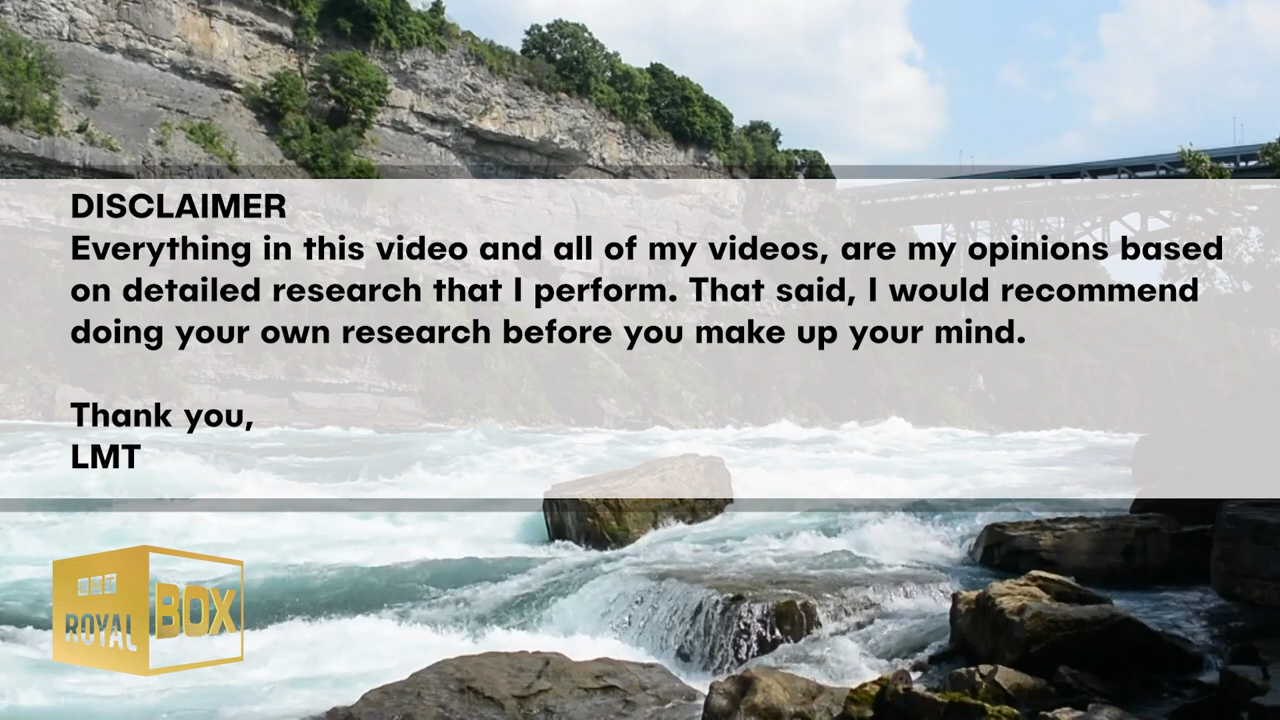 DISCLAIMER
Everything in this video and all of my videos, are my opinions based
on detailed research that I perform. That said, I would recommend
doing your own research before you make up your mind.
Thank you,
LMT
ROYAL BOX